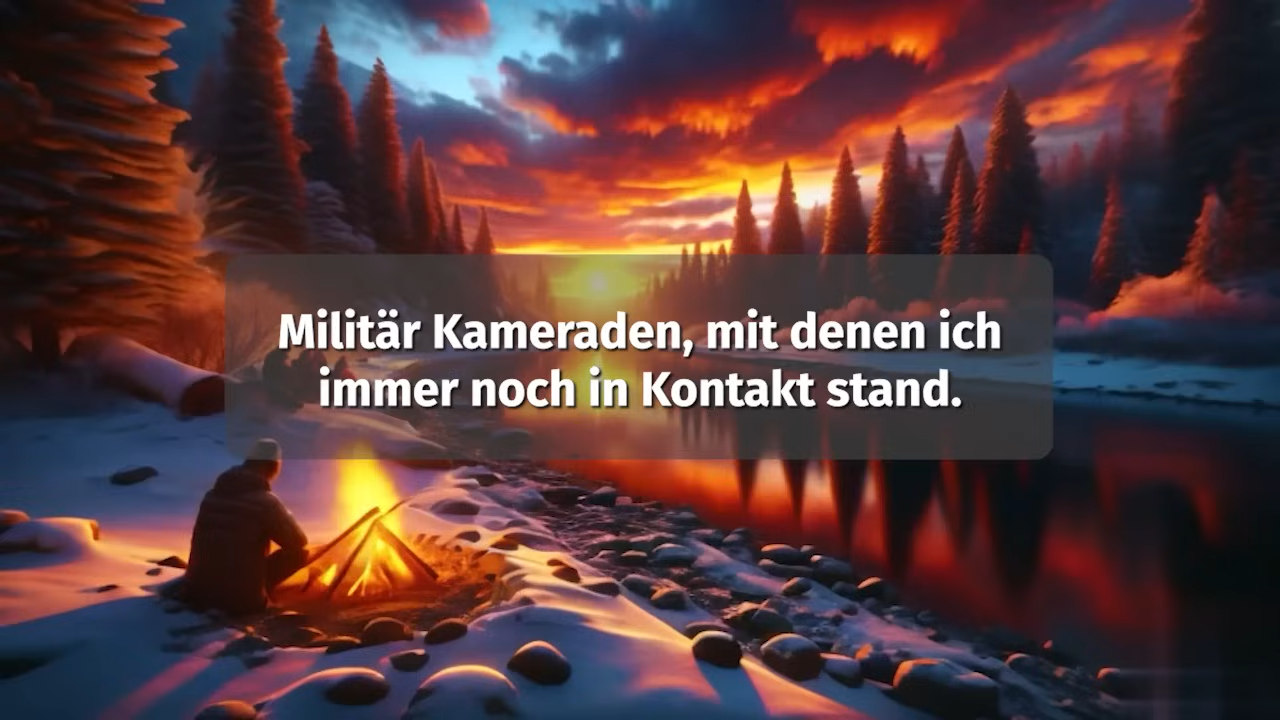 Militär Kameraden, mit denen ich
immer noch in Kontakt stand.